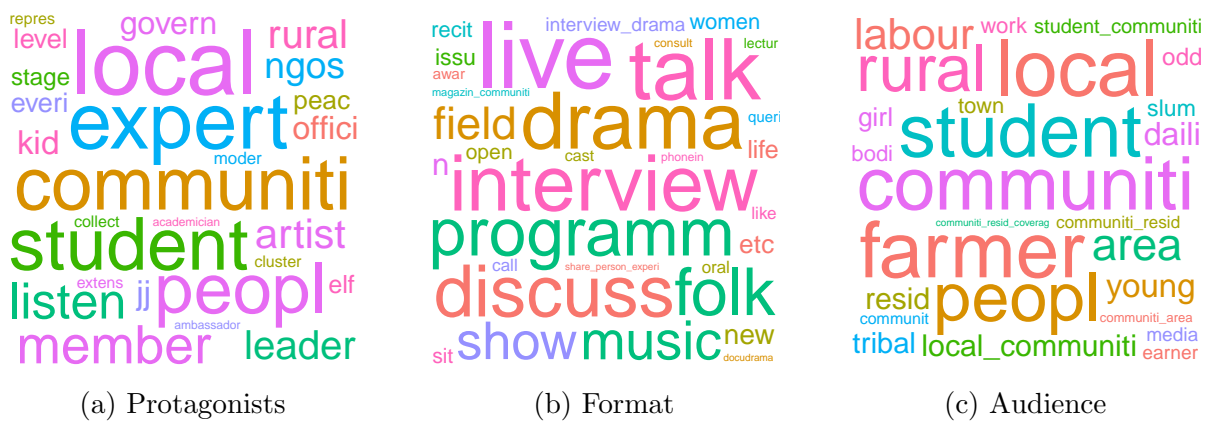 repres
govern
level
rural
local
stage
ngos
everi
peac
expert
offici
kid
moder
communiti
collect
academician
student
artist
cluster
extens
elf
listen
jj
peopl
ambassador
member
leader
(a) Protagonists
recit
interview_drama
women
issu
live
consult
lectur
awar
talk
magazin_communiti
field
drama
queri
open
cast
phonein
life
n
interview
like
programm
etc
call
share_person_experi
oral
discuss
folk
show
music
new
sit
docudrama
(b) Format
labour
work
student_communiti
rural
local
odd
girl
town
slum
student
daili
bodi
communiti
communiti_resid_coverag
communiti_resid
farmer
area
resid
peopl
young
communit
communiti_area
tribal
local_communiti
media
earner
(c) Audience